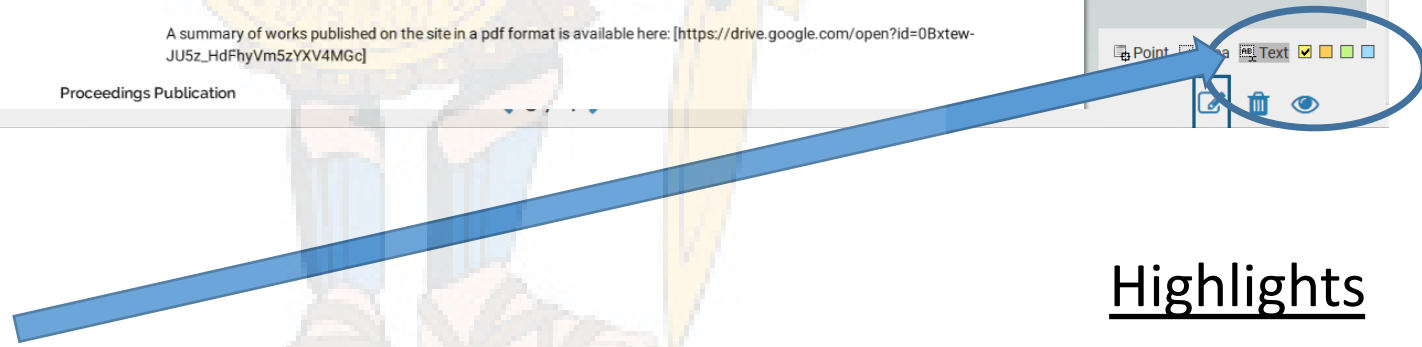 A summary of works published on the site in a pdf format is available here: [https://drive.google.com/open?id=0Bxtew-
JU5z_HdFhyVm5zYXV4MGc]
Point Text
Proceedings Publication
Highlights